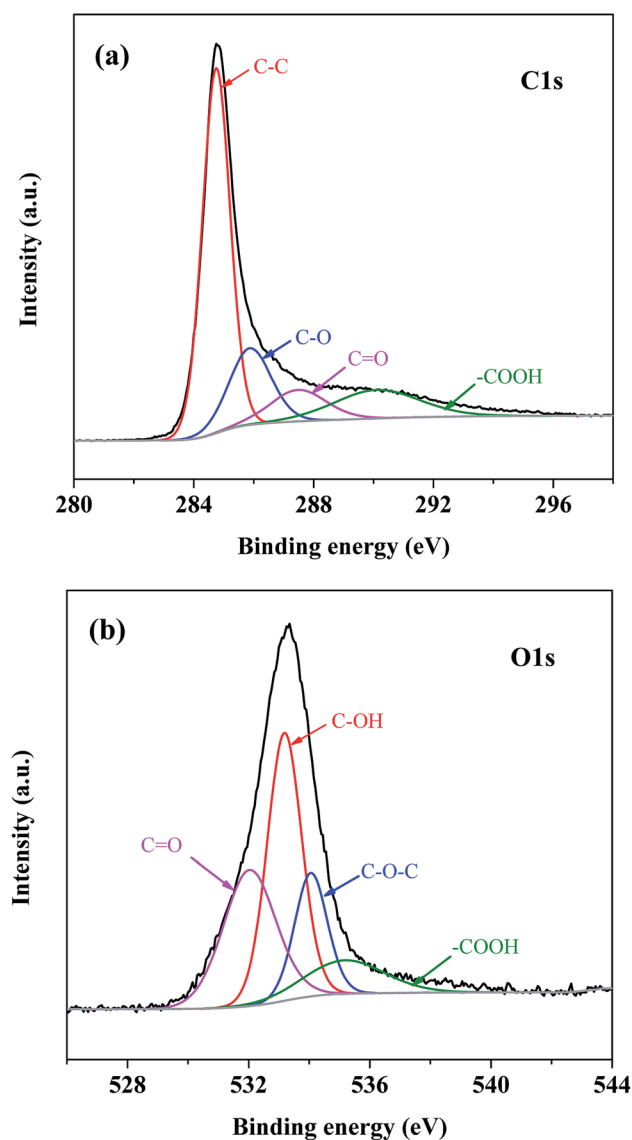 (a)
C1s
C-C
C-O
C=O
-COOH
Intensity (a.u.)
280 284 288 292 296
Binding energy (eV)
(b)
O1s
C-OH
C=O
C-O-C
-COOH
Intensity (a.u.)
528 532 536 540 544
Binding energy (eV)